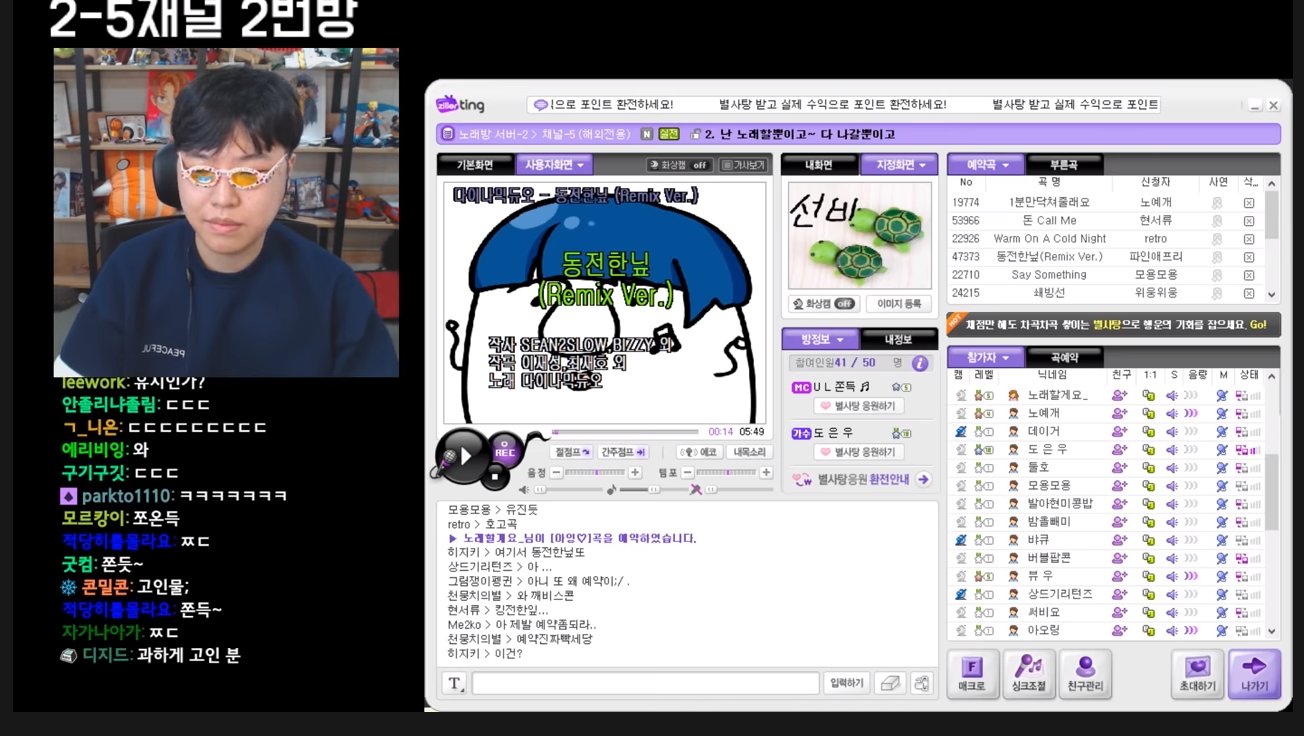 2-5채널 2번방
PEACEFUL
leework: 유시민가?
안졸리냐졸림: ㄷㄷㄷ
ㄱ_니은: ㄷㄷㄷㄷㄷㄷㄷㄷㄷ
애리비잉: 와
구기구깃: ㄷㄷㄷ
parkto1110: ㅋㅋㅋㅋㅋㅋㅋ
모르캉이: 쪼온득
적당히를몰라요: ㅉㄷ
굿컴: 쫀듯~
콘밀콘: 고인물;
적당히를몰라요: 쫀득~
자가나아가: ㅉㄷ
디지드: 과하게 고인 분
zillerting
!으로 포인트 환전하세요! 별사탕 받고 실제 수익으로 포인트 환전하세요! 별사탕 받고 실제 수익으로 포인트
노래방 서버-2 > 채널-5 (해외전용) N 실전 2. 난 노래할뿐이고~ 다 나갈뿐이고
기본화면 사용자화면 화상캠 off 가사보기
다이나믹듀오 - 동전한닢 (Remix Ver.)
동전한닢
(Remix Ver.)
작사 SEAN2SLOW,BIZZY 외
작곡 이재성,최재호 외
노래 다이나믹듀오
00:14 05:49
REC
절점프 간주점프 에코 내목소리
음정 템포
내화면 지정화면
선바
화상캠 off 이미지 등록
방정보 내정보
참여인원 41 / 50 명
MC U L 쫀득 ♬ 5
별사탕 응원하기
가수 도 은 우 18
별사탕 응원하기
별사탕응원 환전안내
예약곡 부른곡
No 곡 명 신청자 사연 삭...
19774 1분만닥쳐줄래요 노예개
53966 돈 Call Me 현서류
22926 Warm On A Cold Night retro
47373 동전한닢(Remix Ver.) 파인애프리
22710 Say Something 모용모용
24215 쇄빙선 위웅위웅
HOT 채점만 해도 차곡차곡 쌓이는 별사탕으로 행운의 기회를 잡으세요. Go!
참가자 곡예약
캠 레벨 닉네임 친구 1:1 S 음량 M 상태
노래할게요_
노예개
데이거
도 은 우
둘호
모용모용
발아현미콩밥
밤졸빼미
뱌큐
버블팝콘
뷰 우
상드기리턴즈
써비요
아오링
모용모용 > 유진듯
retro > 호고곡
▶ 노래할게요_님이 [아잉♡]곡을 예약하였습니다.
히지키 > 여기서 동전한닢또
상드기리턴즈 > 아 ...
그럼쟁이펭귄 > 아니 또 왜 예약이;/ .
천뭉치의별 > 와 깨비스콘
현서류 > 킹전한잎...
Me2ko > 아 제발 예약좀되라..
천뭉치의별 > 예약진짜빡세당
히지키 > 이건?
T 입력하기
F 매크로 싱크조절 친구관리 초대하기 나가기